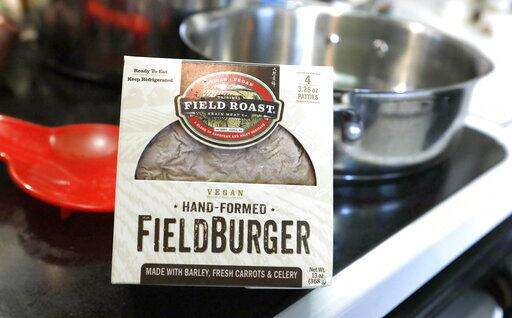 Ready To Eat
Keep Refrigerated
4
3.25 oz
PATTIES
FIELD ROAST
GRAIN MEAT Co.
VEGAN
• HAND-FORMED •
FIELDBURGER
MADE WITH BARLEY, FRESH CARROTS & CELERY
Net Wt.
13 oz.
(368 g)